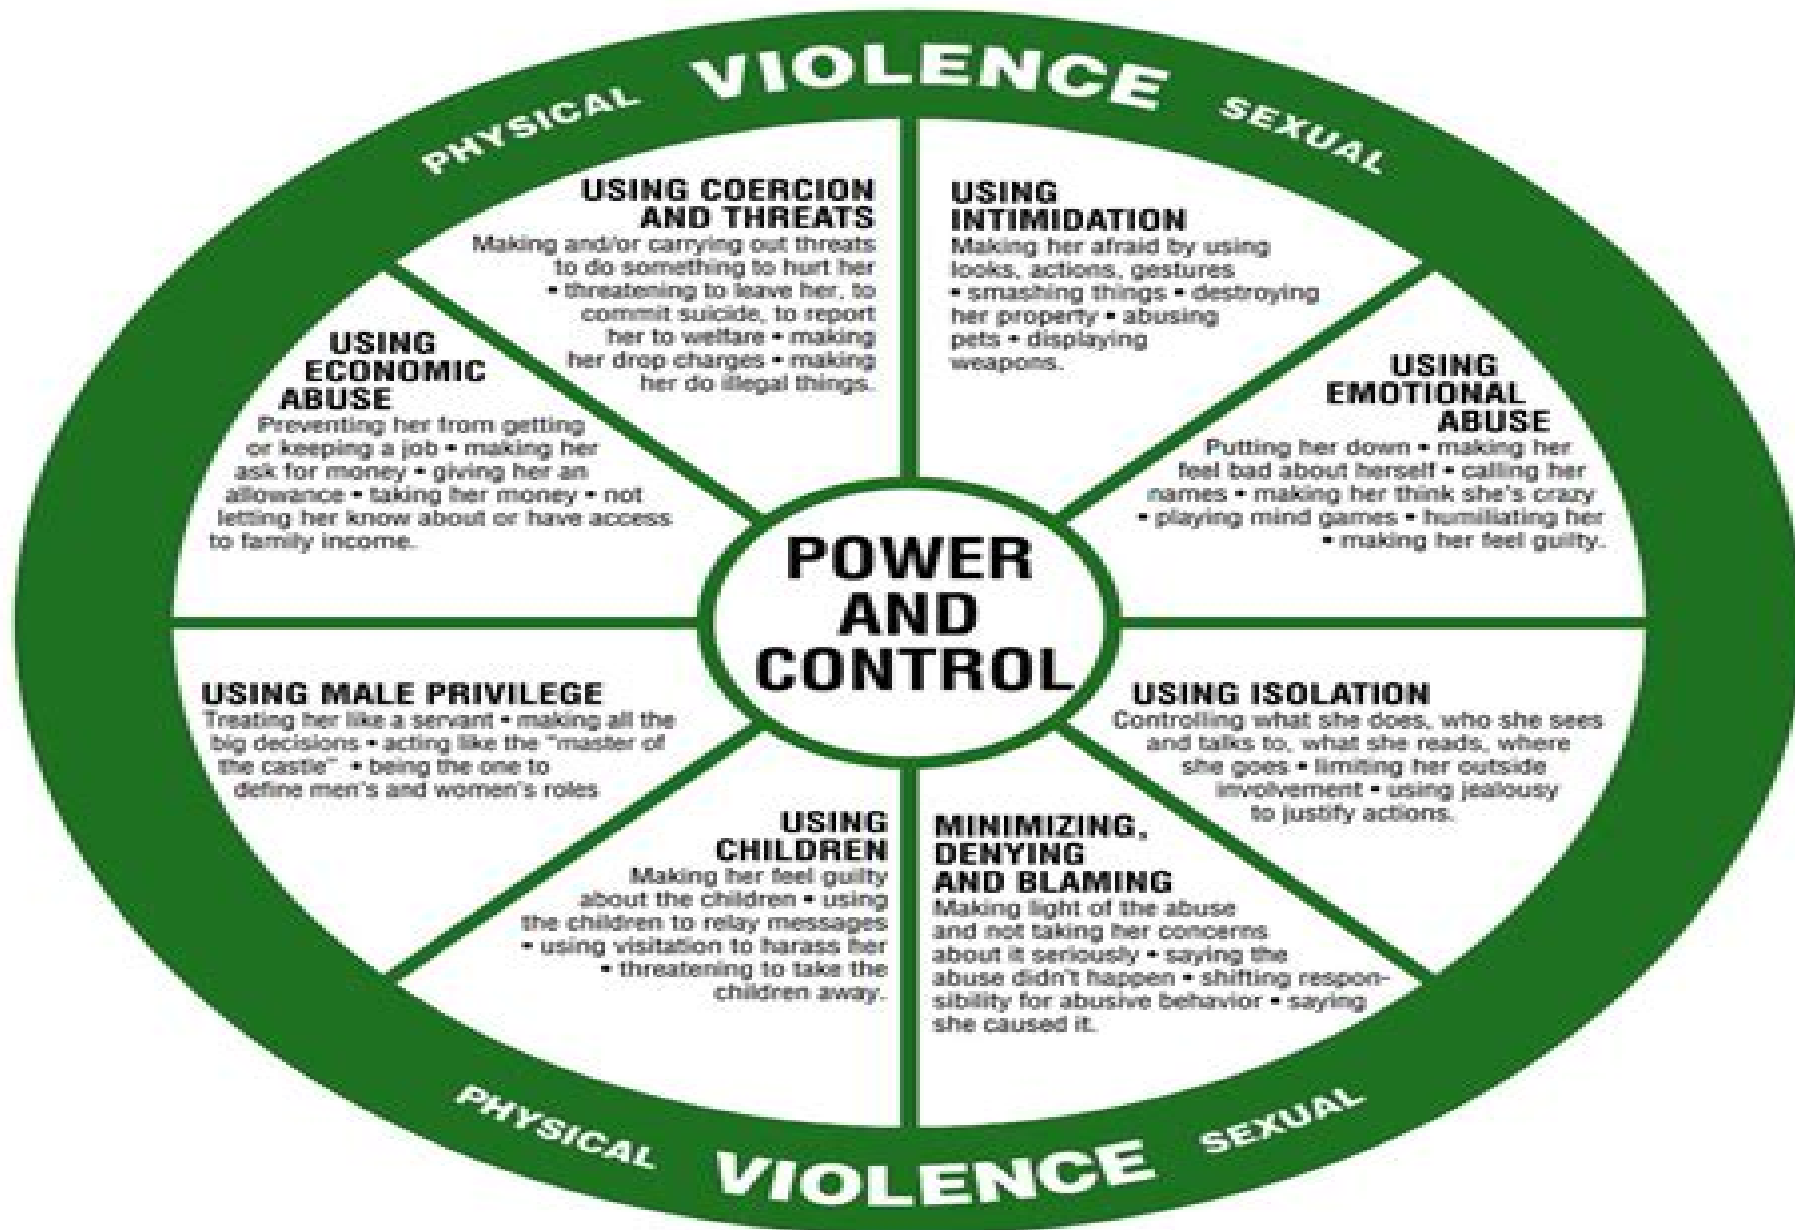 PHYSICAL VIOLENCE SEXUAL
USING COERCION
AND THREATS
Making and/or carrying out threats
to do something to hurt her
• threatening to leave her, to
commit suicide, to report
her to welfare • making
her drop charges • making
her do illegal things.
USING
INTIMIDATION
Making her afraid by using
looks, actions, gestures
• smashing things • destroying
her property • abusing
pets • displaying
weapons.
USING
EMOTIONAL
ABUSE
Putting her down • making her
feel bad about herself • calling her
names • making her think she's crazy
• playing mind games • humiliating her
• making her feel guilty.
USING ISOLATION
Controlling what she does, who she sees
and talks to, what she reads, where
she goes • limiting her outside
involvement • using jealousy
to justify actions.
MINIMIZING,
DENYING
AND BLAMING
Making light of the abuse
and not taking her concerns
about it seriously • saying the
abuse didn't happen • shifting respon-
sibility for abusive behavior • saying
she caused it.
USING
CHILDREN
Making her feel guilty
about the children • using
the children to relay messages
• using visitation to harass her
• threatening to take the
children away.
USING MALE PRIVILEGE
Treating her like a servant • making all the
big decisions • acting like the "master of
the castle" • being the one to
define men's and women's roles
USING
ECONOMIC
ABUSE
Preventing her from getting
or keeping a job • making her
ask for money • giving her an
allowance • taking her money • not
letting her know about or have access
to family income.
POWER
AND
CONTROL
PHYSICAL VIOLENCE SEXUAL